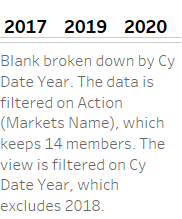 2017 2019 2020
Blank broken down by Cy
Date Year. The data is
filtered on Action
(Markets Name), which
keeps 14 members. The
view is filtered on Cy
Date Year, which
excludes 2018.